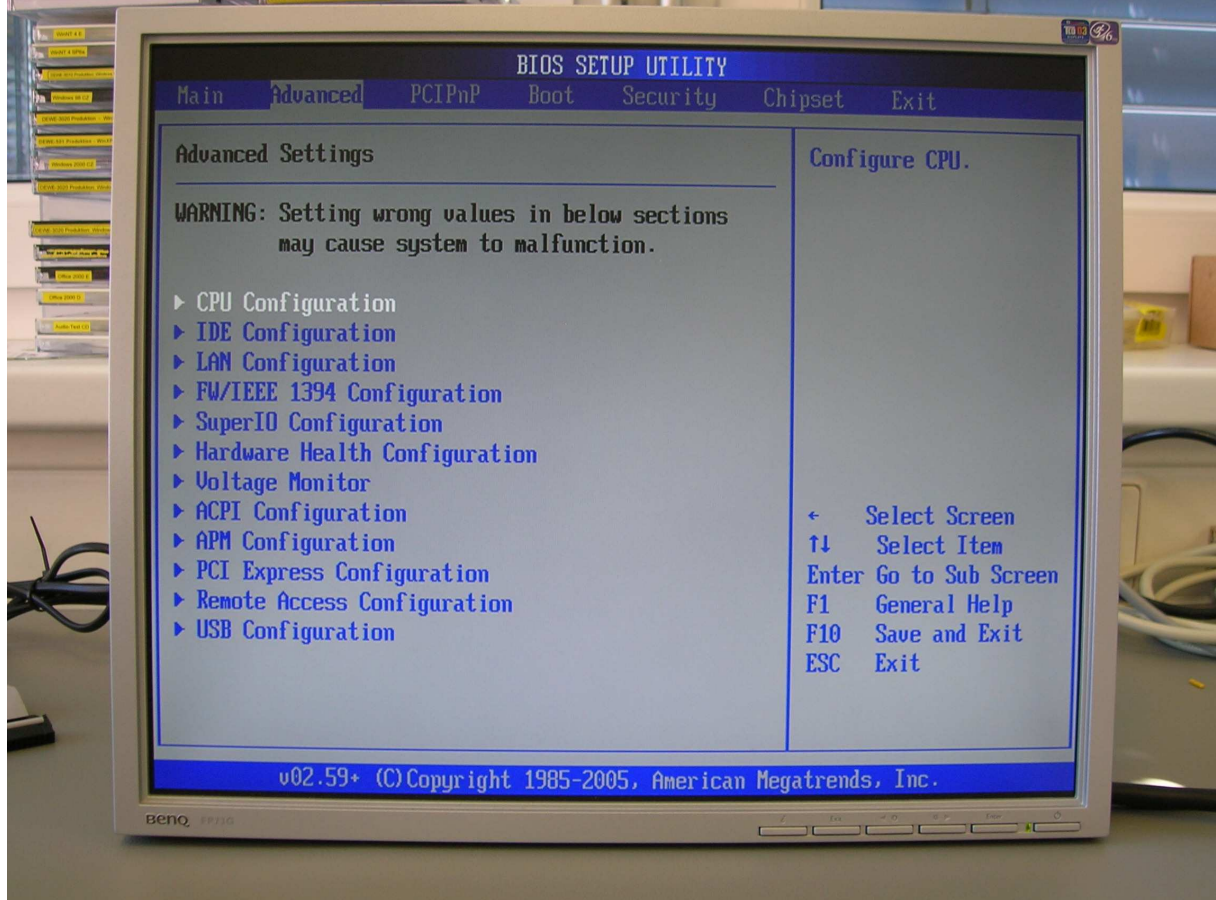 BIOS SETUP UTILITY
Main Advanced PCIPnP Boot Security Chipset Exit
Advanced Settings
WARNING: Setting wrong values in below sections
may cause system to malfunction.
▶ CPU Configuration
▶ IDE Configuration
▶ LAN Configuration
▶ FW/IEEE 1394 Configuration
▶ SuperIO Configuration
▶ Hardware Health Configuration
▶ Voltage Monitor
▶ ACPI Configuration
▶ APM Configuration
▶ PCI Express Configuration
▶ Remote Access Configuration
▶ USB Configuration
Configure CPU.
← Select Screen
↑↓ Select Item
Enter Go to Sub Screen
F1 General Help
F10 Save and Exit
ESC Exit
v02.59+ (C)Copyright 1985-2005, American Megatrends, Inc.
BenQ